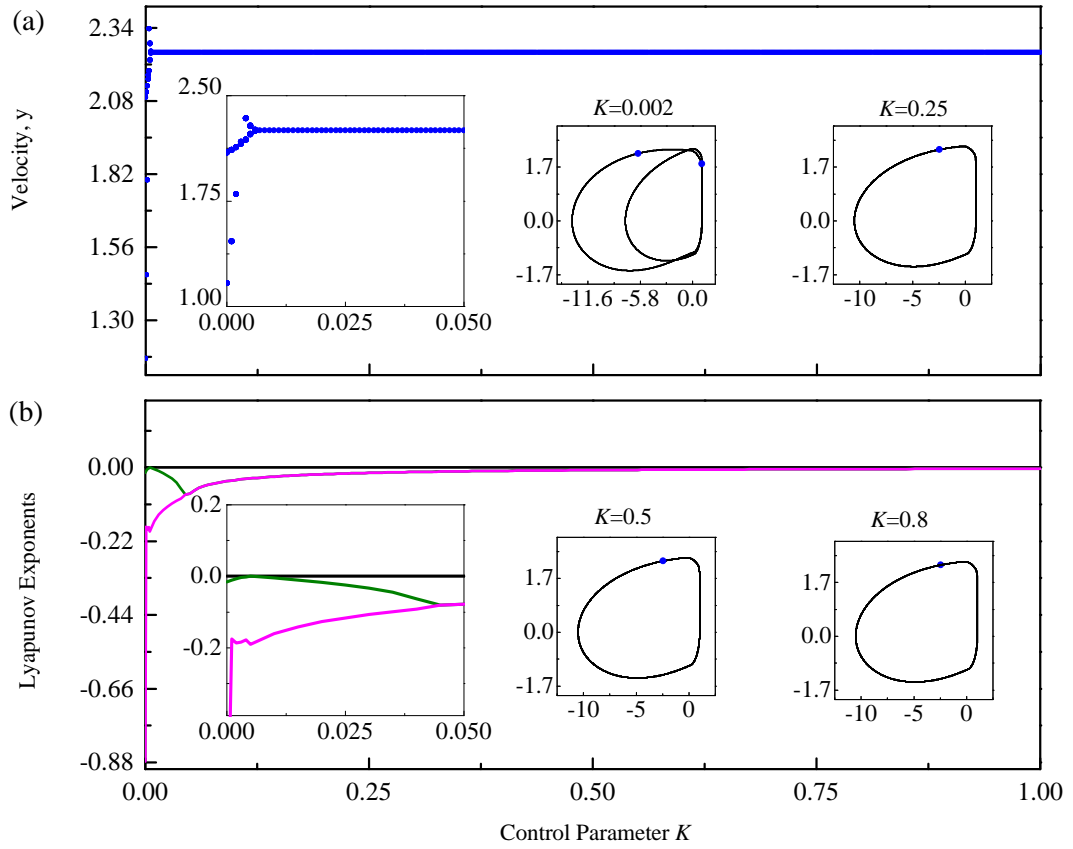 (a)
Velocity, y
2.34
2.08
1.82
1.56
1.30
2.50
1.75
1.00
0.000 0.025 0.050
K=0.002
1.7
0.0
-1.7
-11.6 -5.8 0.0
K=0.25
1.7
0.0
-1.7
-10 -5 0
(b)
Lyapunov Exponents
0.00
-0.22
-0.44
-0.66
-0.88
0.2
0.0
-0.2
0.000 0.025 0.050
K=0.5
1.7
0.0
-1.7
-10 -5 0
K=0.8
1.7
0.0
-1.7
-10 -5 0
0.00 0.25 0.50 0.75 1.00
Control Parameter K